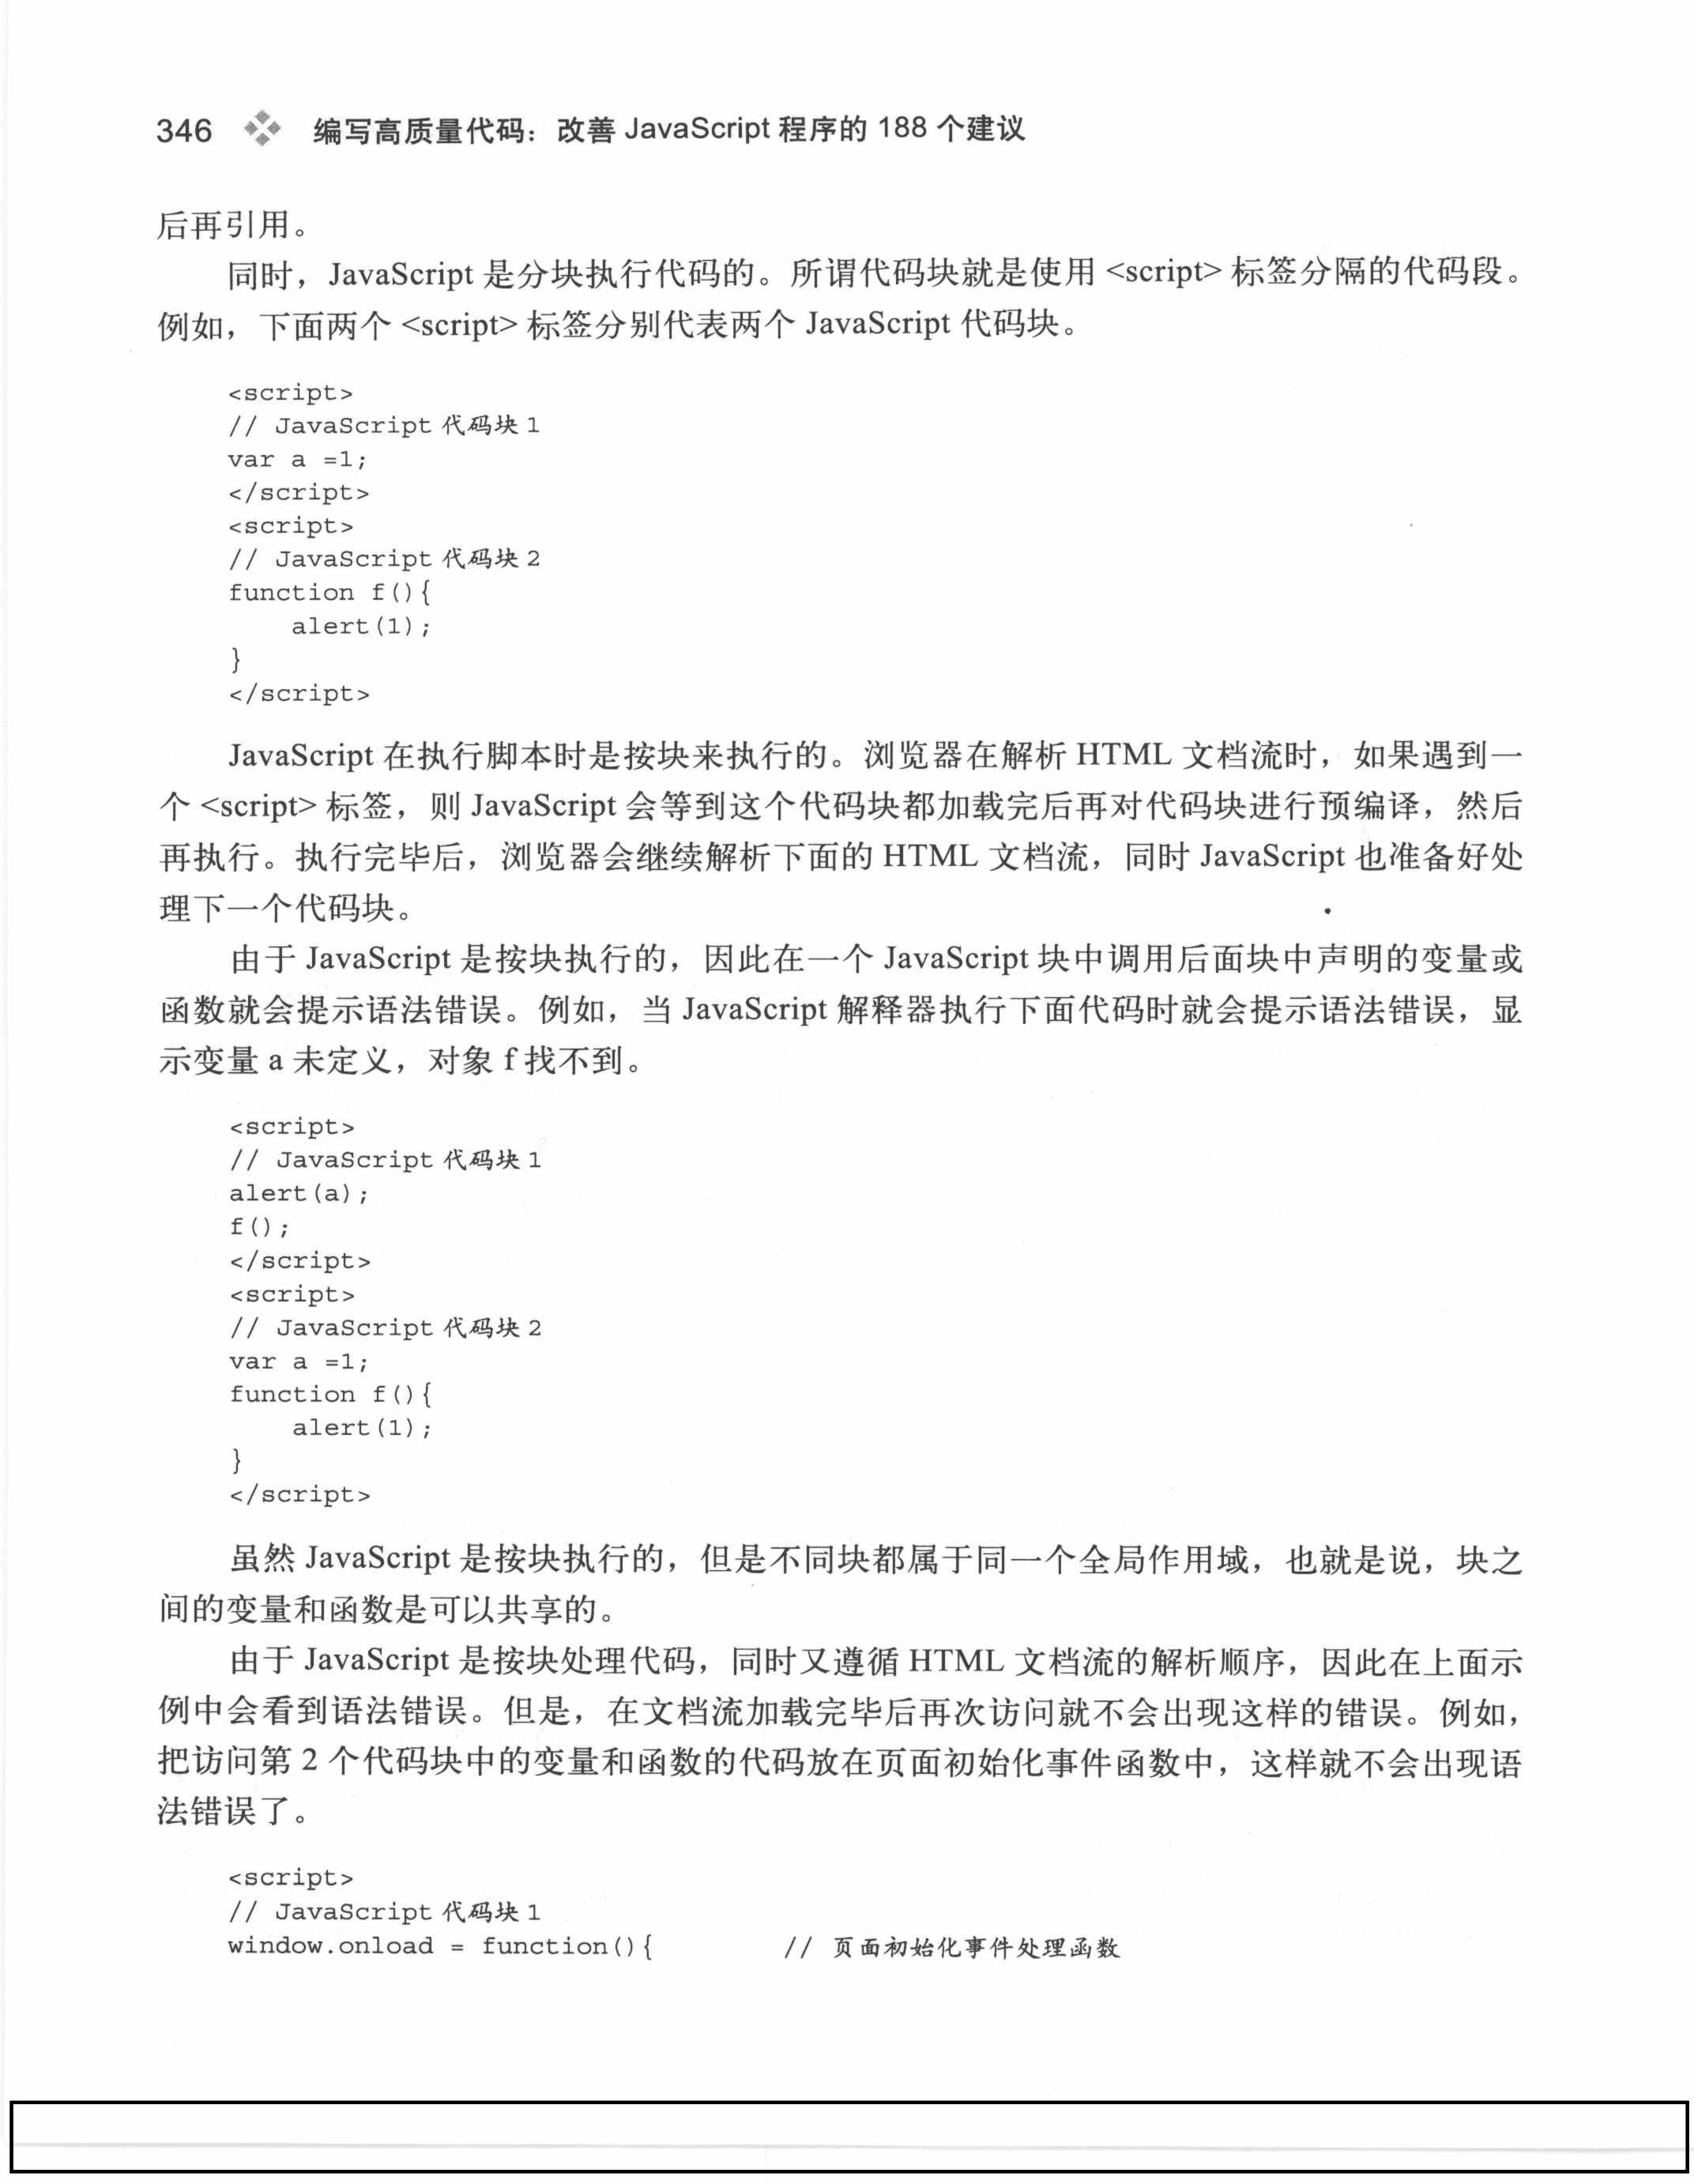 346 编写高质量代码：改善 JavaScript 程序的 188 个建议
后再引用。
同时，JavaScript 是分块执行代码的。所谓代码块就是使用 <script> 标签分隔的代码段。
例如，下面两个 <script> 标签分别代表两个 JavaScript 代码块。
<script>
// JavaScript 代码块 1
var a =1;
</script>
<script>
// JavaScript 代码块 2
function f(){
    alert(1);
}
</script>
JavaScript 在执行脚本时是按块来执行的。浏览器在解析 HTML 文档流时，如果遇到一
个 <script> 标签，则 JavaScript 会等到这个代码块都加载完后再对代码块进行预编译，然后
再执行。执行完毕后，浏览器会继续解析下面的 HTML 文档流，同时 JavaScript 也准备好处
理下一个代码块。
由于 JavaScript 是按块执行的，因此在一个 JavaScript 块中调用后面块中声明的变量或
函数就会提示语法错误。例如，当 JavaScript 解释器执行下面代码时就会提示语法错误，显
示变量 a 未定义，对象 f 找不到。
<script>
// JavaScript 代码块 1
alert(a);
f();
</script>
<script>
// JavaScript 代码块 2
var a =1;
function f(){
    alert(1);
}
</script>
虽然 JavaScript 是按块执行的，但是不同块都属于同一个全局作用域，也就是说，块之
间的变量和函数是可以共享的。
由于 JavaScript 是按块处理代码，同时又遵循 HTML 文档流的解析顺序，因此在上面示
例中会看到语法错误。但是，在文档流加载完毕后再次访问就不会出现这样的错误。例如，
把访问第 2 个代码块中的变量和函数的代码放在页面初始化事件函数中，这样就不会出现语
法错误了。
<script>
// JavaScript 代码块 1
window.onload = function(){        // 页面初始化事件处理函数